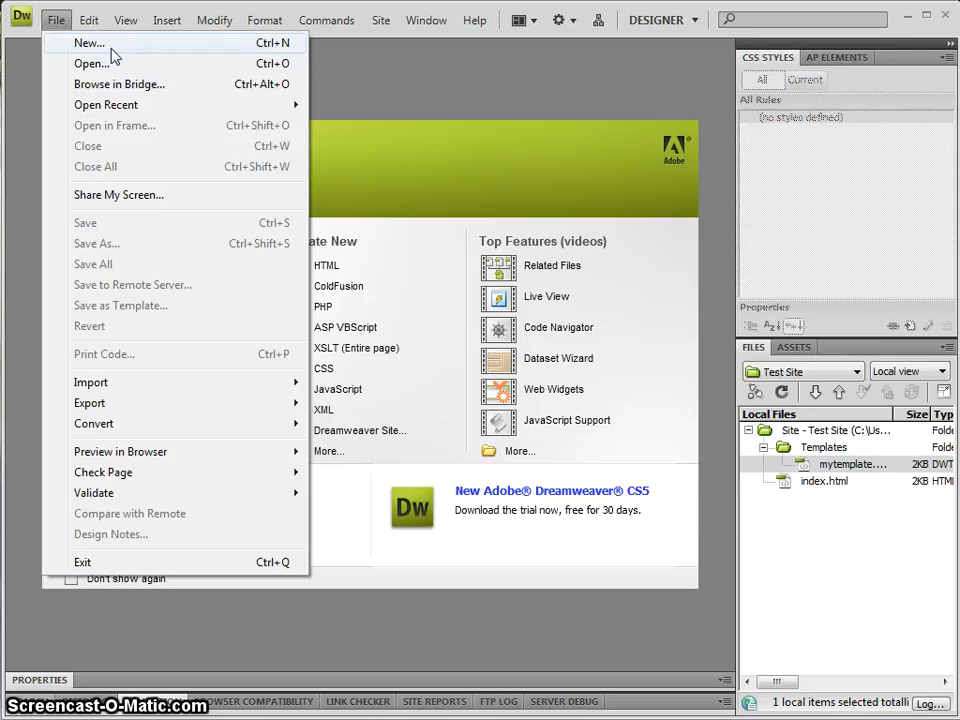 Dw File Edit View Insert Modify Format Commands Site Window Help DESIGNER
New... Ctrl+N
Open... Ctrl+O
Browse in Bridge... Ctrl+Alt+O
Open Recent
Open in Frame... Ctrl+Shift+O
Close Ctrl+W
Close All Ctrl+Shift+W
Share My Screen...
Save Ctrl+S
Save As... Ctrl+Shift+S
Save All
Save to Remote Server...
Save as Template...
Revert
Print Code... Ctrl+P
Import
Export
Convert
Preview in Browser
Check Page
Validate
Compare with Remote
Design Notes...
Exit Ctrl+Q
Don't show again
Adobe
ate New
HTML
ColdFusion
PHP
ASP VBScript
XSLT (Entire page)
CSS
JavaScript
XML
Dreamweaver Site...
More...
Top Features (videos)
Related Files
Live View
Code Navigator
Dataset Wizard
Web Widgets
JavaScript Support
More...
Dw
New Adobe® Dreamweaver® CS5
Download the trial now, free for 30 days.
CSS STYLES AP ELEMENTS
All Current
All Rules
(no styles defined)
Properties
FILES ASSETS
Test Site Local view
Local Files Size Typ
Site - Test Site (C:\Us... Folde
Templates Folde
mytemplate.... 2KB DWT
index.html 2KB HTM
1 local items selected totalli Log...
PROPERTIES
BROWSER COMPATIBILITY LINK CHECKER SITE REPORTS FTP LOG SERVER DEBUG
Screencast-O-Matic.com